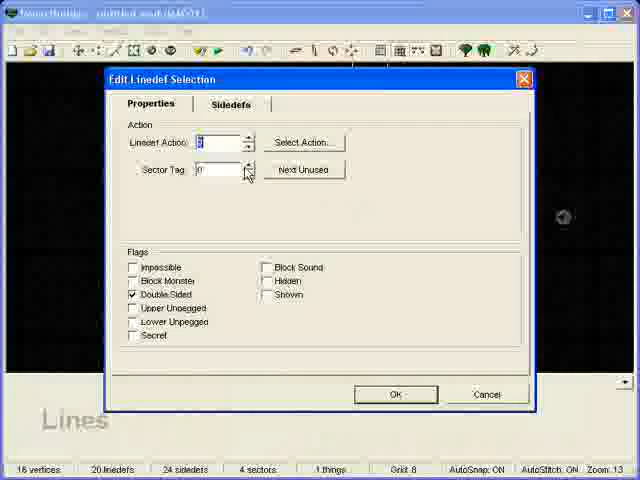 Edit Linedef Selection
Properties
Sidedefs
Action
Linedef Action:
Select Action...
Sector Tag:
0
Next Unused
Flags
Impassible
Block Monster
Double Sided
Upper Unpegged
Lower Unpegged
Secret
Block Sound
Hidden
Shown
OK
Cancel
Lines
16 vertices
20 linedefs
24 sidedefs
4 sectors
1 things
Grid: 8
AutoSnap: ON
AutoStitch: ON
Zoom: 13